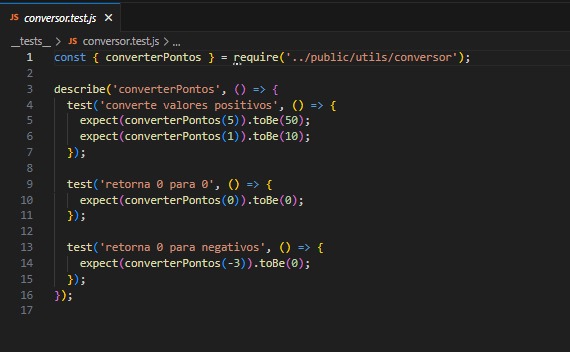 JS conversor.test.js ×
__tests__ > JS conversor.test.js > ...
1 const { converterPontos } = require('../public/utils/conversor');
2
3 describe('converterPontos', () => {
4   test('converte valores positivos', () => {
5     expect(converterPontos(5)).toBe(50);
6     expect(converterPontos(1)).toBe(10);
7   });
8
9   test('retorna 0 para 0', () => {
10     expect(converterPontos(0)).toBe(0);
11   });
12
13   test('retorna 0 para negativos', () => {
14     expect(converterPontos(-3)).toBe(0);
15   });
16 });
17